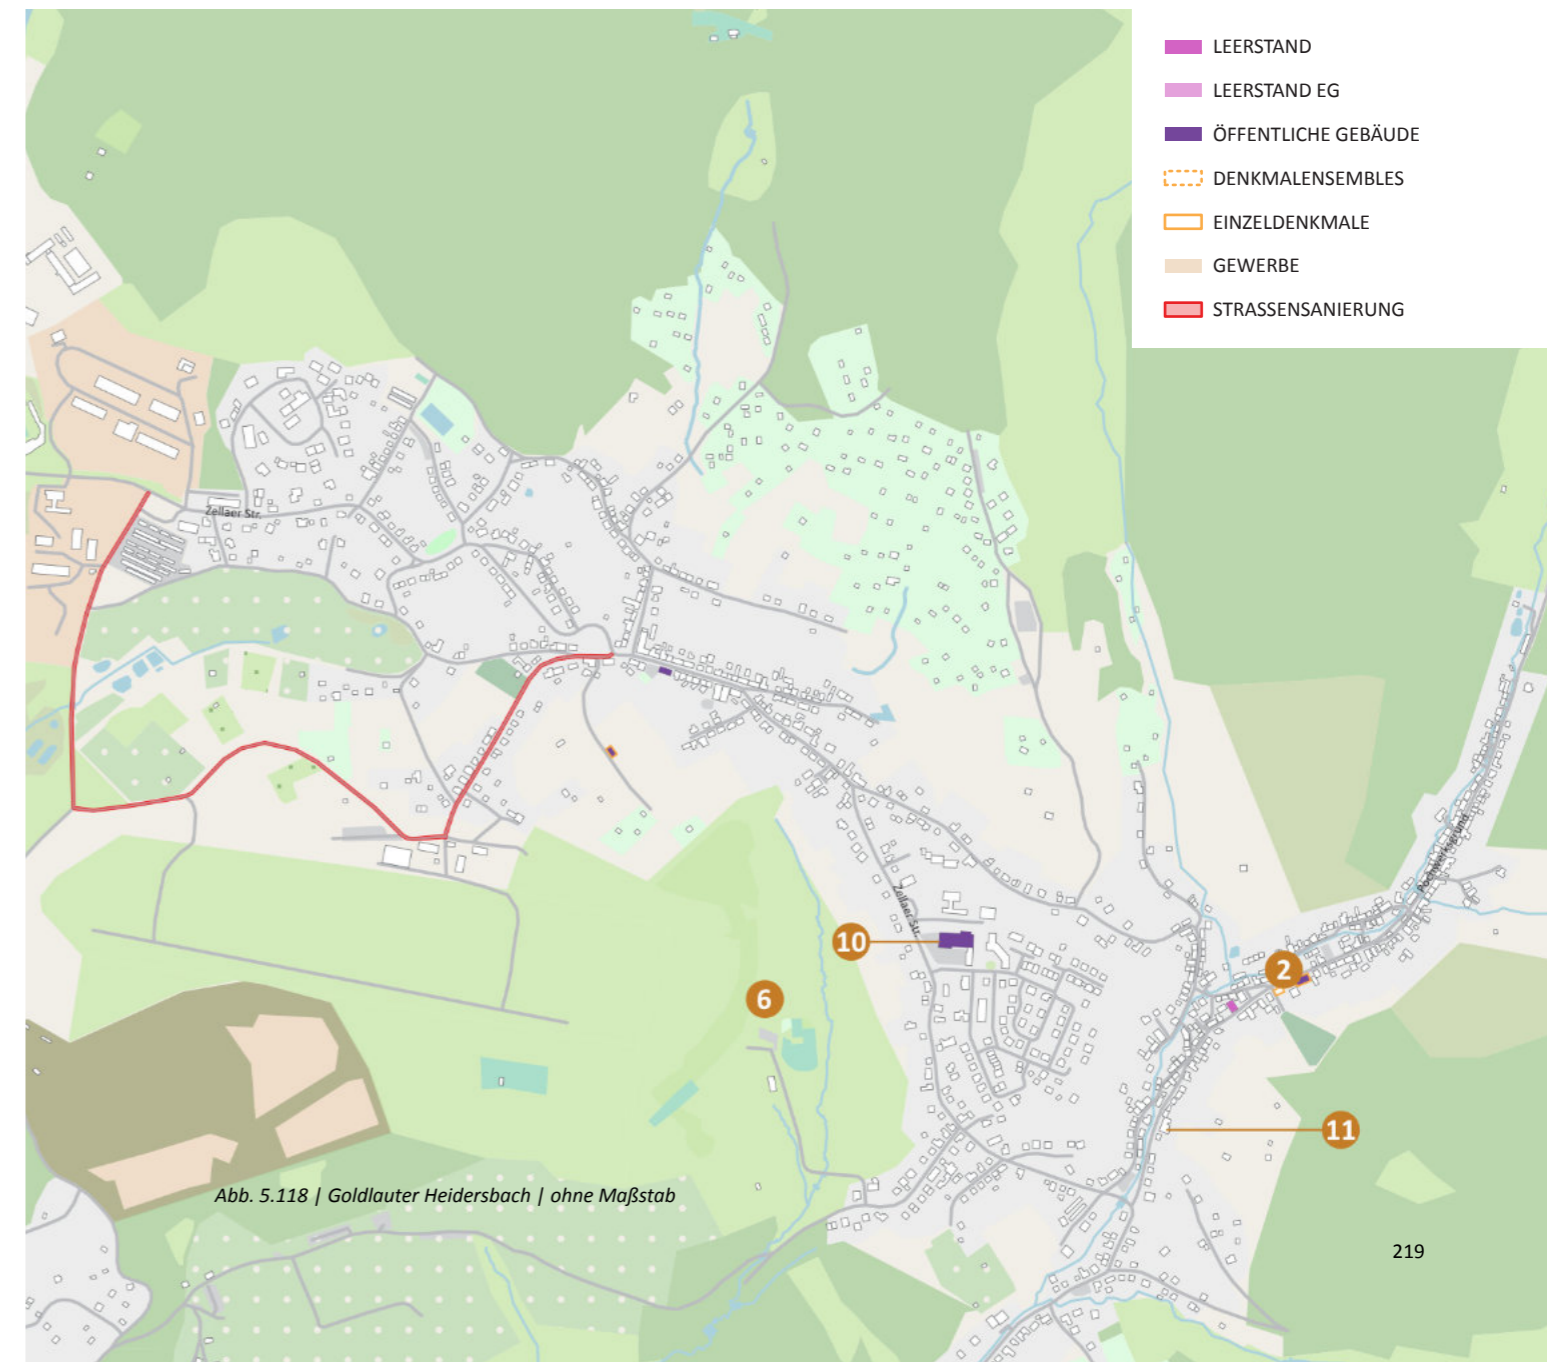 LEERSTAND
LEERSTAND EG
ÖFFENTLICHE GEBÄUDE
DENKMALENSEMBLES
EINZELDENKMALE
GEWERBE
STRASSENSANIERUNG
Zellaer Str.
Pochwerksgrund
Zellaer Str.
10
2
6
11
Abb. 5.118 | Goldlauter Heidersbach | ohne Maßstab
219